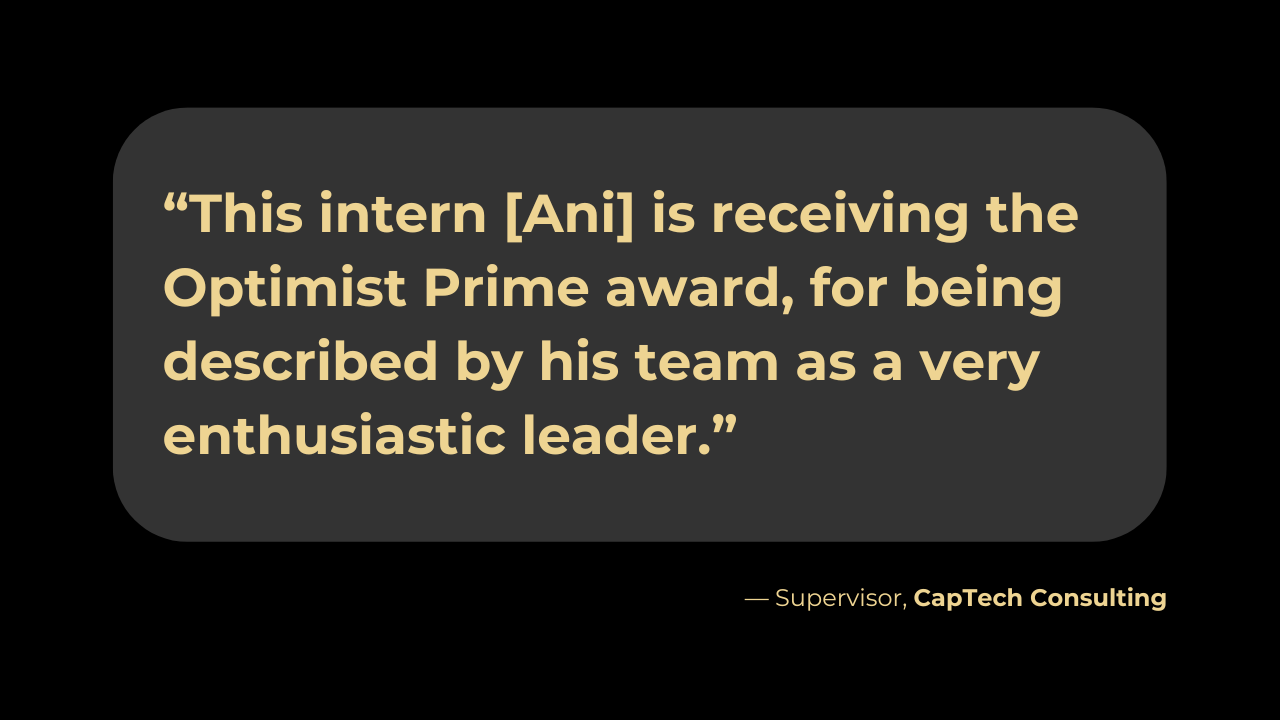 “This intern [Ani] is receiving the
Optimist Prime award, for being
described by his team as a very
enthusiastic leader.”
— Supervisor, CapTech Consulting